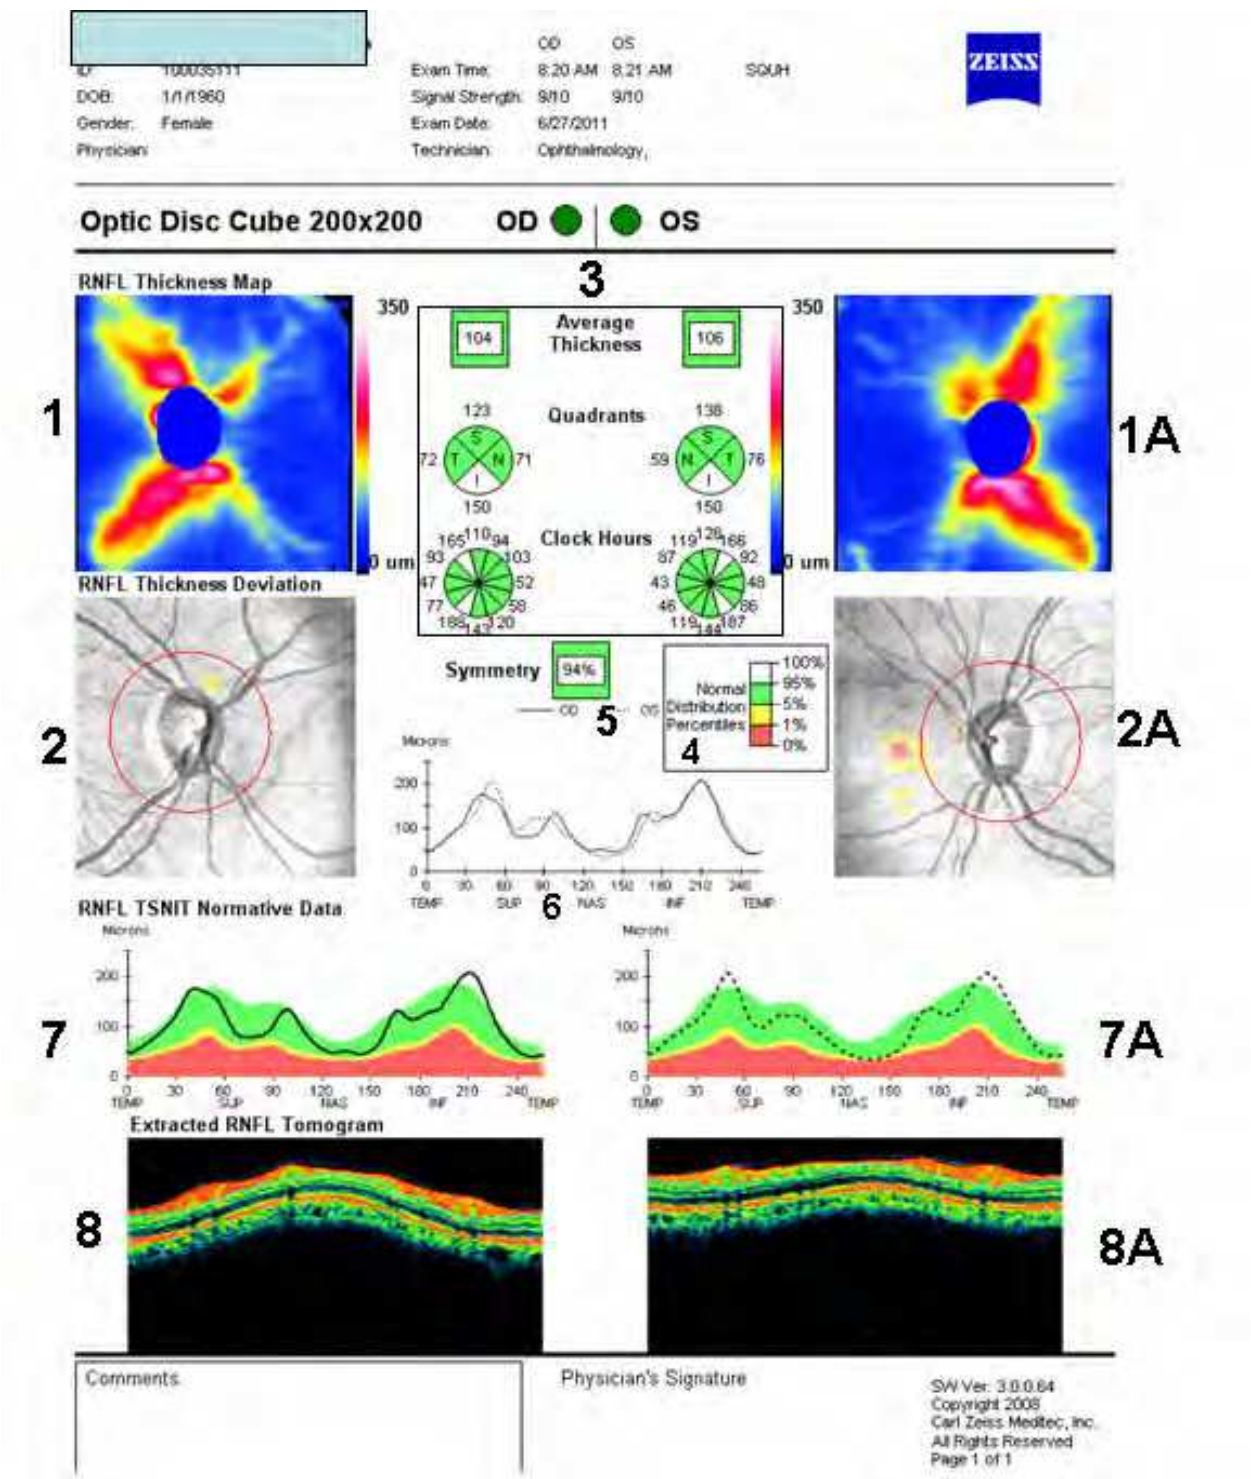 OD OS
ID: 100035111 Exam Time: 8:20 AM 8:21 AM SQUH
ZEISS
DOB: 1/1/1960 Signal Strength: 9/10 9/10
Gender: Female Exam Date: 6/27/2011
Physician: Technician: Ophthalmology,
Optic Disc Cube 200x200 OD OS
RNFL Thickness Map
3
350 350
Average
Thickness
104 106
1 1A
Quadrants
123 138
S S
72 T N 71 59 N T 76
I I
150 150
Clock Hours
165 110 94 119 126 166
93 103 87 92
0 um 0 um
47 52 43 48
77 58 46 86
188 143 120 119 144 187
RNFL Thickness Deviation
Symmetry 94%
OD 5 OS
100%
95%
Normal
Distribution 5%
Percentiles 1%
4 0%
2 2A
Microns
200
100
0
0 30 60 90 120 150 180 210 240
TEMP SUP 6 NAS INF TEMP
RNFL TSNIT Normative Data
Microns Microns
200 200
100 100
7 7A
0 0
0 30 60 90 120 150 180 210 240 0 30 60 90 120 150 180 210 240
TEMP SUP NAS INF TEMP TEMP SUP NAS INF TEMP
Extracted RNFL Tomogram
8 8A
Comments Physician's Signature
SW Ver: 3.0.0.64
Copyright 2008
Carl Zeiss Meditec, Inc.
All Rights Reserved
Page 1 of 1